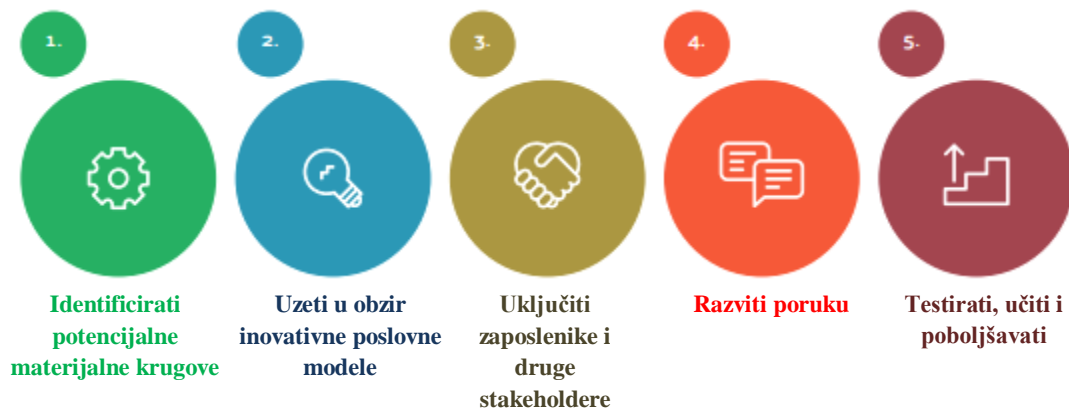 1.
Identificirati
potencijalne
materijalne krugove
2.
Uzeti u obzir
inovativne poslovne
modele
3.
Uključiti
zaposlenike i
druge
stakeholdere
4.
Razviti poruku
5.
Testirati, učiti i
poboljšavati